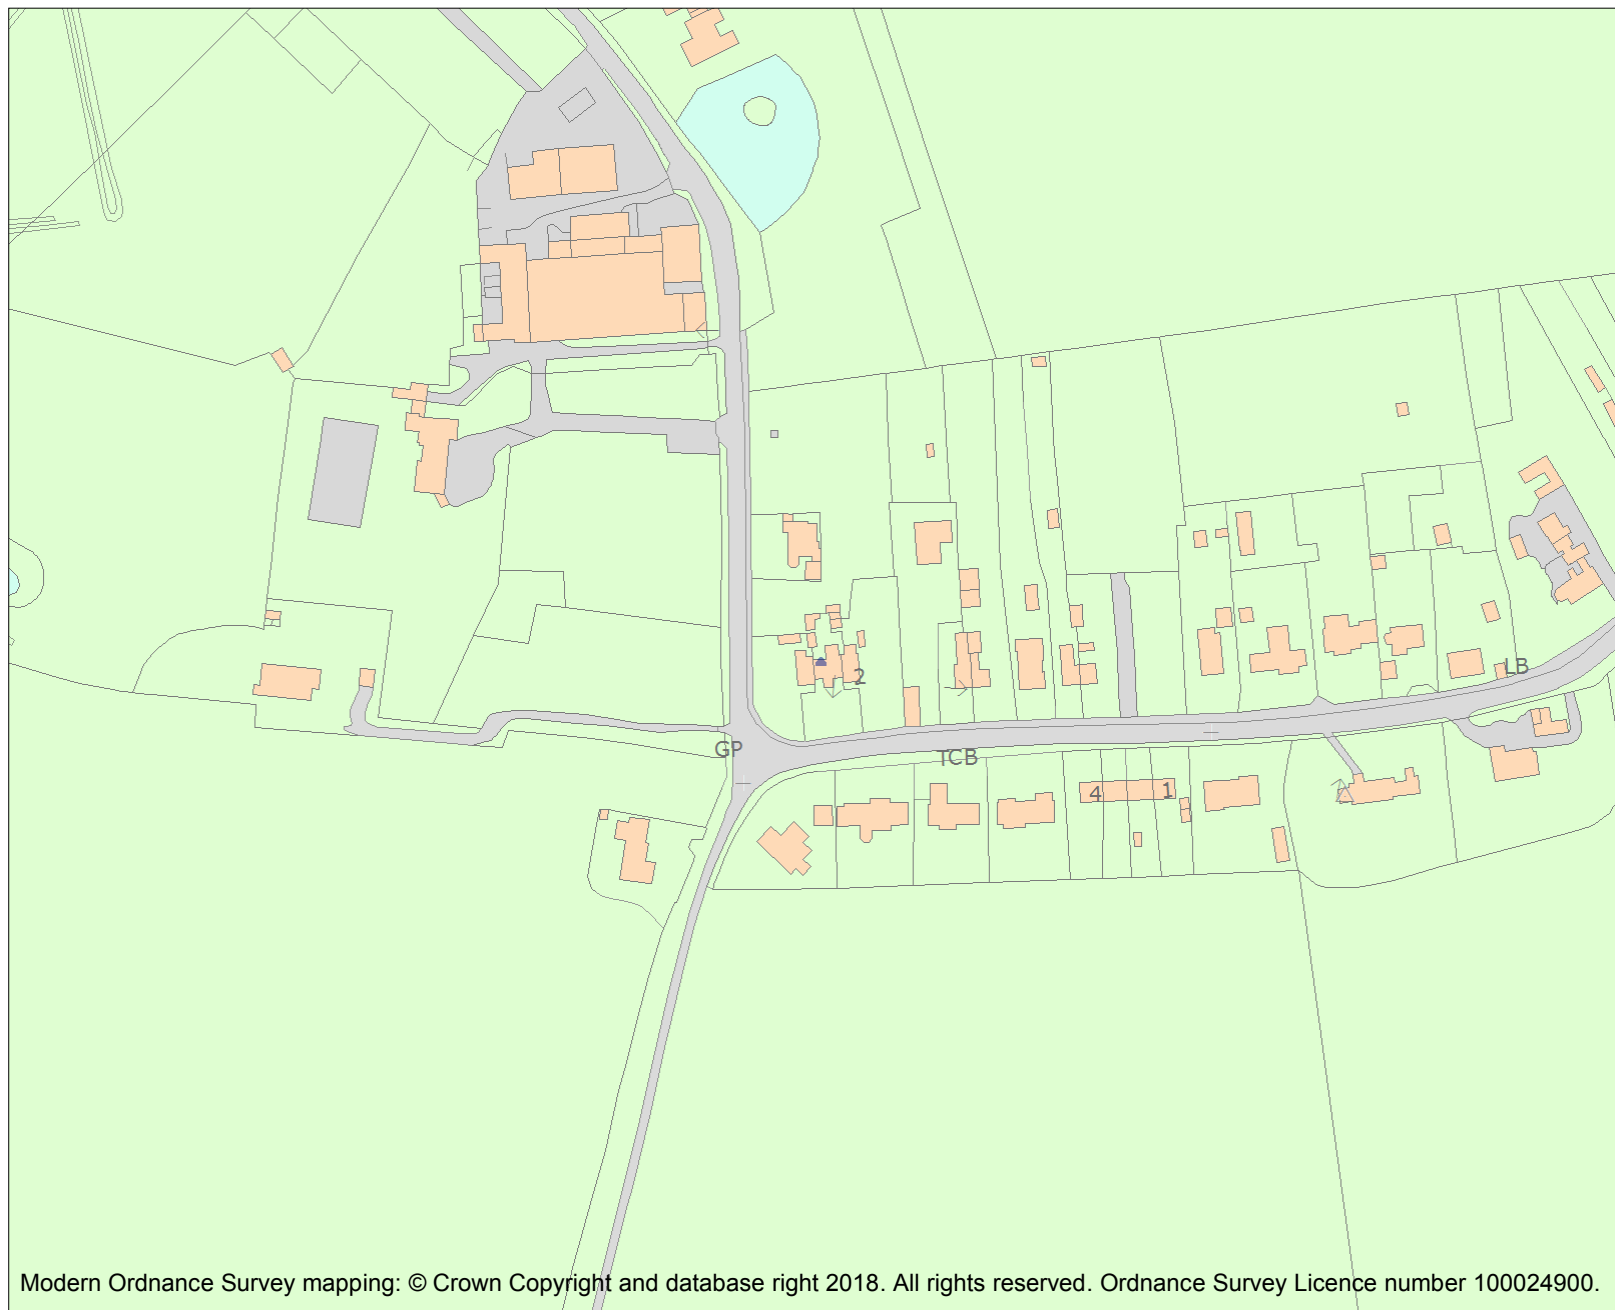 2
LB
GP
TCB
4
1
Modern Ordnance Survey mapping: © Crown Copyright and database right 2018. All rights reserved. Ordnance Survey Licence number 100024900.